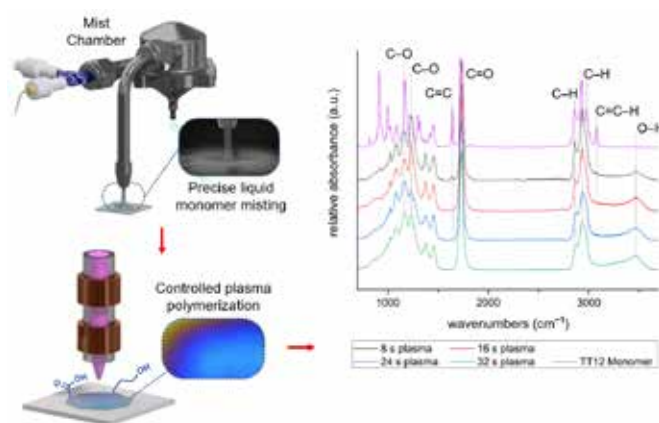 Mist
Chamber
Precise liquid
monomer misting
Controlled plasma
polymerization
OH
C–O
C–O
C=C
C=O
C–H
C–H
C=C–H
O–H
relative absorbance (a.u.)
1000
2000
3000
wavenumbers (cm⁻¹)
8 s plasma
16 s plasma
24 s plasma
32 s plasma
TT12 Monomer